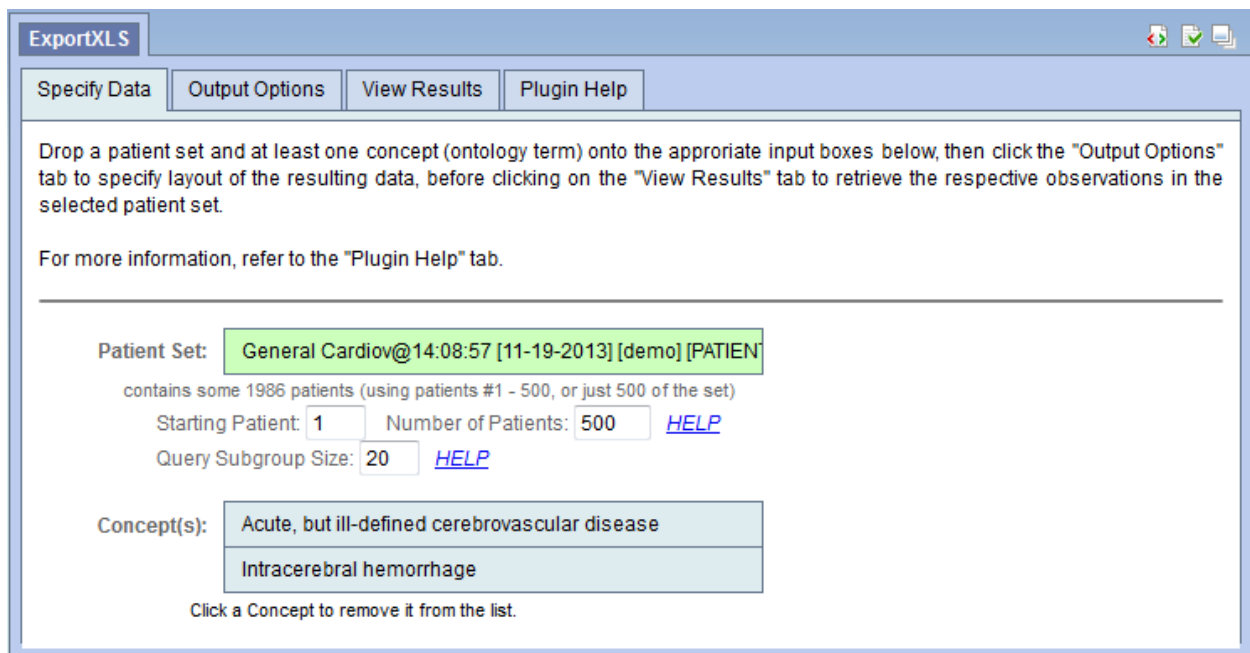 ExportXLS
Specify Data Output Options View Results Plugin Help
Drop a patient set and at least one concept (ontology term) onto the approriate input boxes below, then click the "Output Options"
tab to specify layout of the resulting data, before clicking on the "View Results" tab to retrieve the respective observations in the
selected patient set.
For more information, refer to the "Plugin Help" tab.
Patient Set: General Cardiov@14:08:57 [11-19-2013] [demo] [PATIENT
contains some 1986 patients (using patients #1 - 500, or just 500 of the set)
Starting Patient: 1 Number of Patients: 500 HELP
Query Subgroup Size: 20 HELP
Concept(s): Acute, but ill-defined cerebrovascular disease
Intracerebral hemorrhage
Click a Concept to remove it from the list.